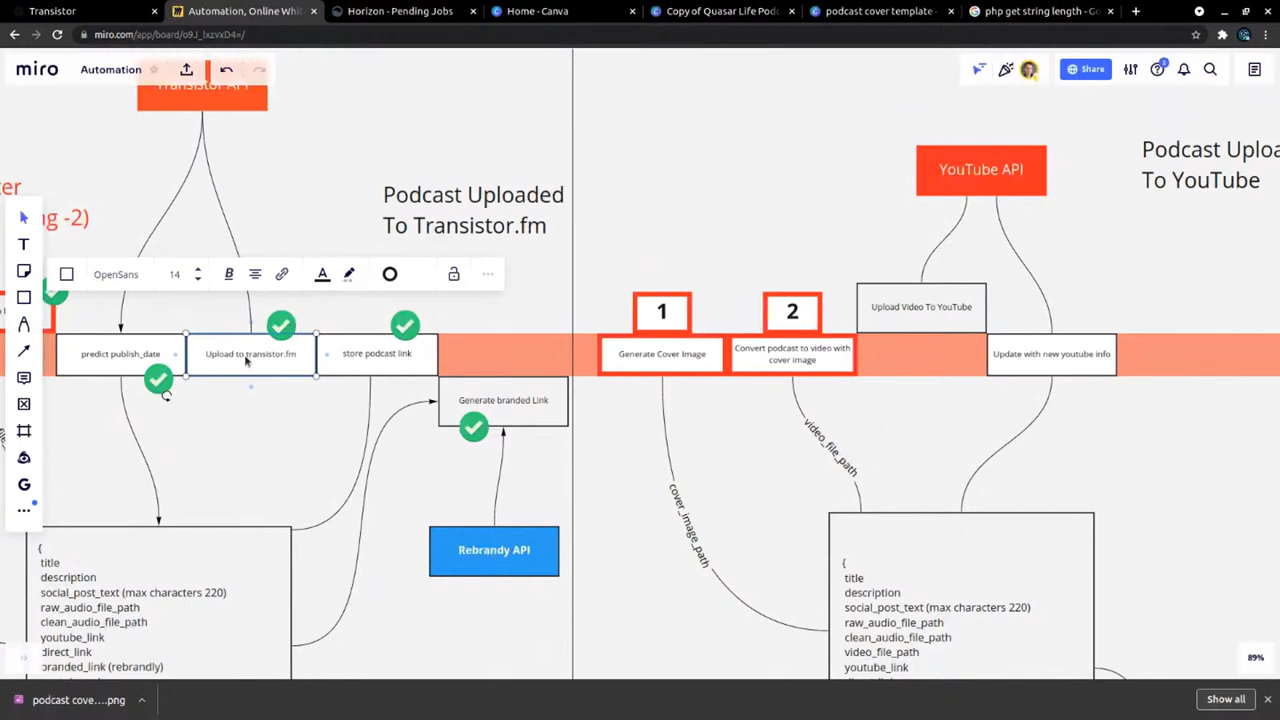 Transistor
Automation, Online Whit
Horizon - Pending Jobs
Home - Canva
Copy of Quasar Life Pod
podcast cover template -
php get string length - Go
miro.com/app/board/o9J_lxzvxD4=/
miro
Automation
Share
2
Transistor API
ter
ng -2)
Podcast Uploaded
To Transistor.fm
OpenSans
14
B
A
predict publish_date
Upload to transistor.fm
store podcast link
Generate branded Link
Rebrandy API
{
title
description
social_post_text (max characters 220)
raw_audio_file_path
clean_audio_file_path
youtube_link
direct_link
branded_link (rebrandly)
YouTube API
Podcast Uploa
To YouTube
1
2
Generate Cover Image
Convert podcast to video with
cover image
Upload Video To YouTube
Update with new youtube info
video_file_path
cover_image_path
{
title
description
social_post_text (max characters 220)
raw_audio_file_path
clean_audio_file_path
video_file_path
youtube_link
89%
podcast cove....png
Show all